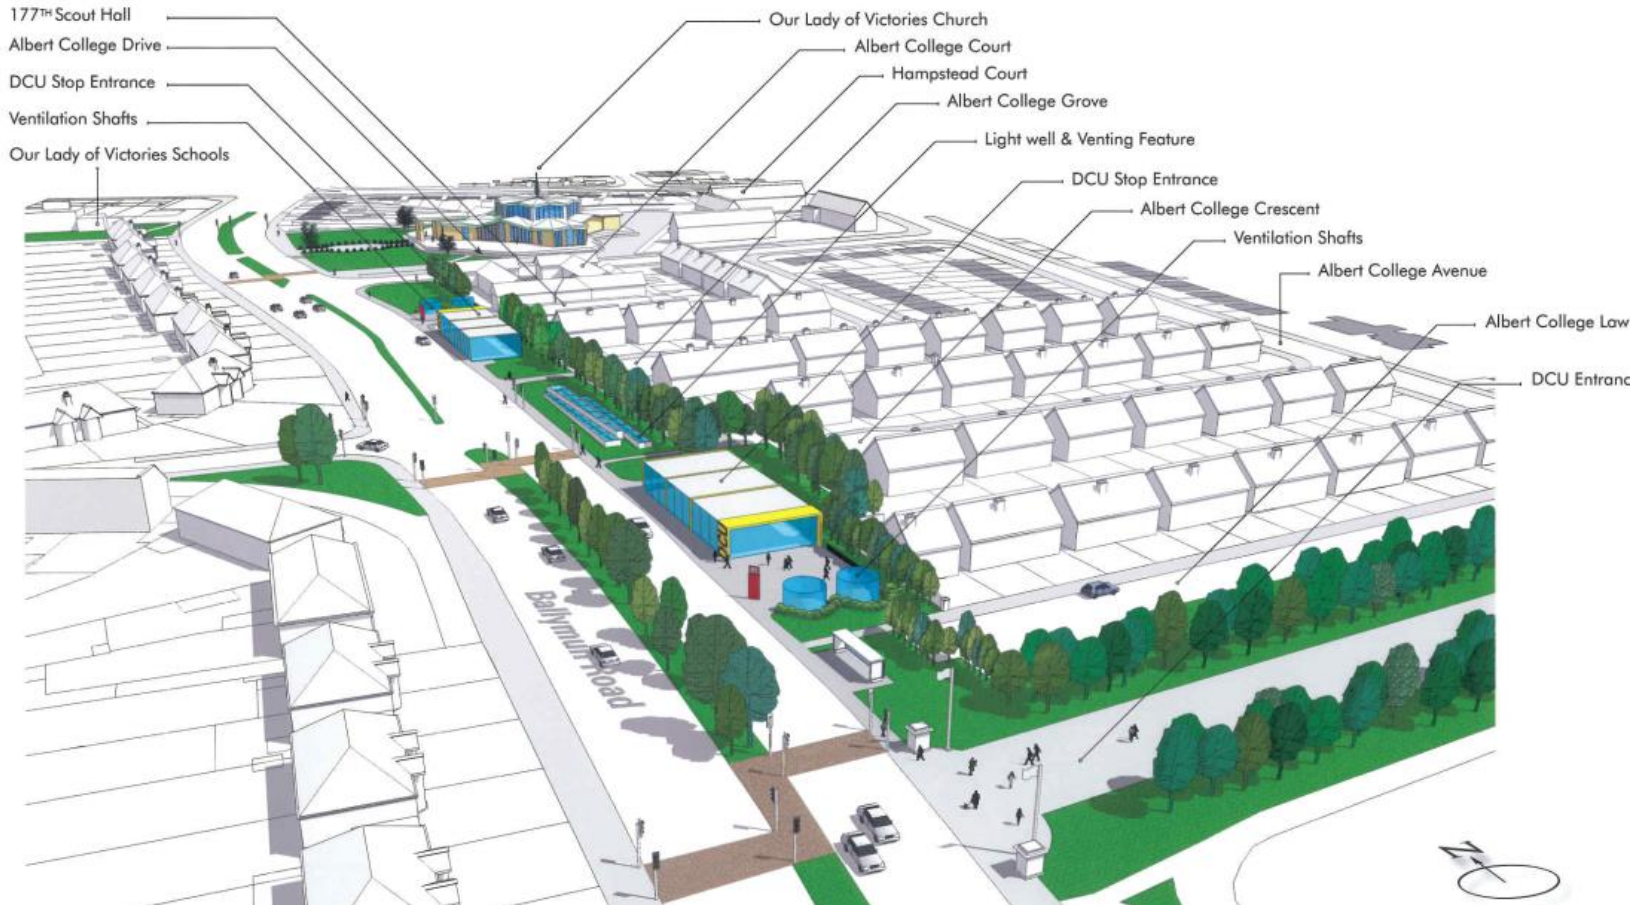 177TH Scout Hall
Albert College Drive
DCU Stop Entrance
Ventilation Shafts
Our Lady of Victories Schools
Our Lady of Victories Church
Albert College Court
Hampstead Court
Albert College Grove
Light well & Venting Feature
DCU Stop Entrance
Albert College Crescent
Ventilation Shafts
Albert College Avenue
Albert College Law
DCU Entranc
DCU
Ballymun Road
N